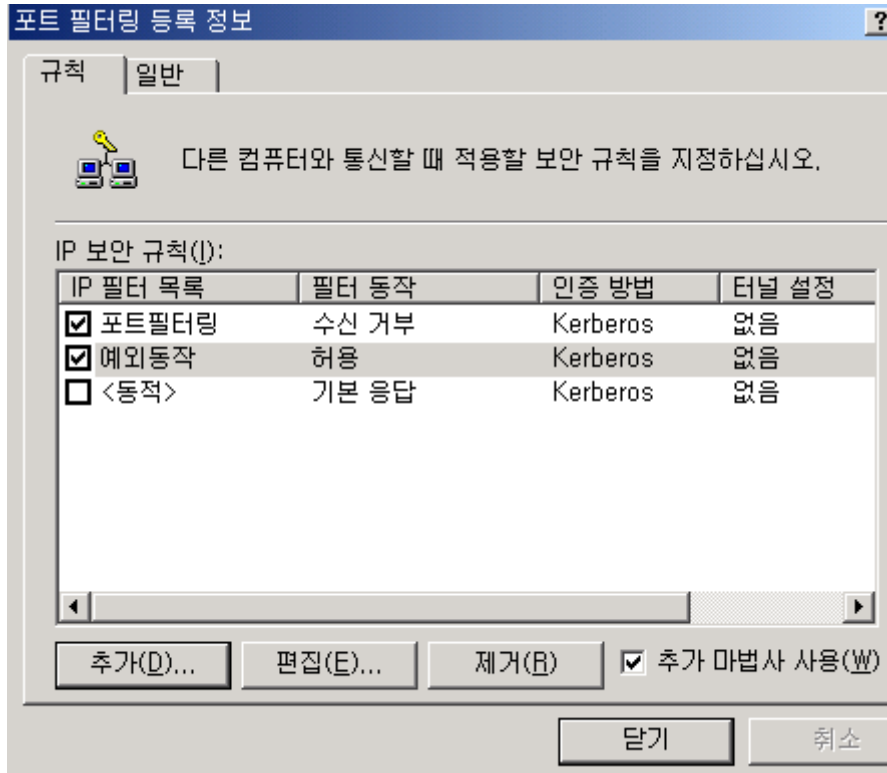 포트 필터링 등록 정보 ?
규칙 일반
다른 컴퓨터와 통신할 때 적용할 보안 규칙을 지정하십시오.
IP 보안 규칙(I):
IP 필터 목록 필터 동작 인증 방법 터널 설정
포트필터링 수신 거부 Kerberos 없음
예외동작 허용 Kerberos 없음
<동적> 기본 응답 Kerberos 없음
추가(D)... 편집(E)... 제거(R) 추가 마법사 사용(W)
닫기 취소